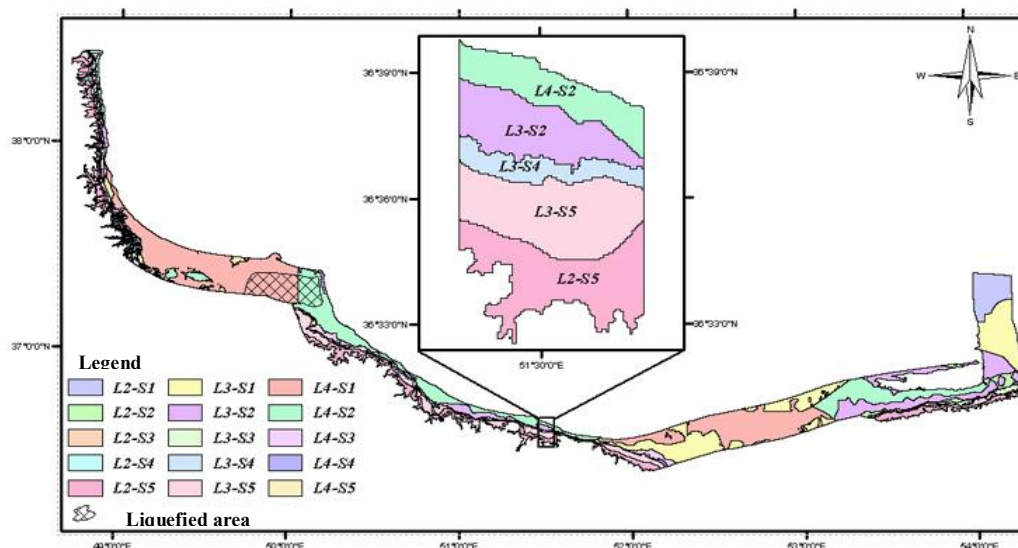 N
W E
S
36°39'0"N
36°39'0"N
L4-S2
L3-S2
L3-S4
36°36'0"N
L3-S5
L2-S5
36°33'0"N
36°33'0"N
51°30'0"E
38°0'0"N
37°0'0"N
Legend
L2-S1 L3-S1 L4-S1
L2-S2 L3-S2 L4-S2
L2-S3 L3-S3 L4-S3
L2-S4 L3-S4 L4-S4
L2-S5 L3-S5 L4-S5
Liquefied area